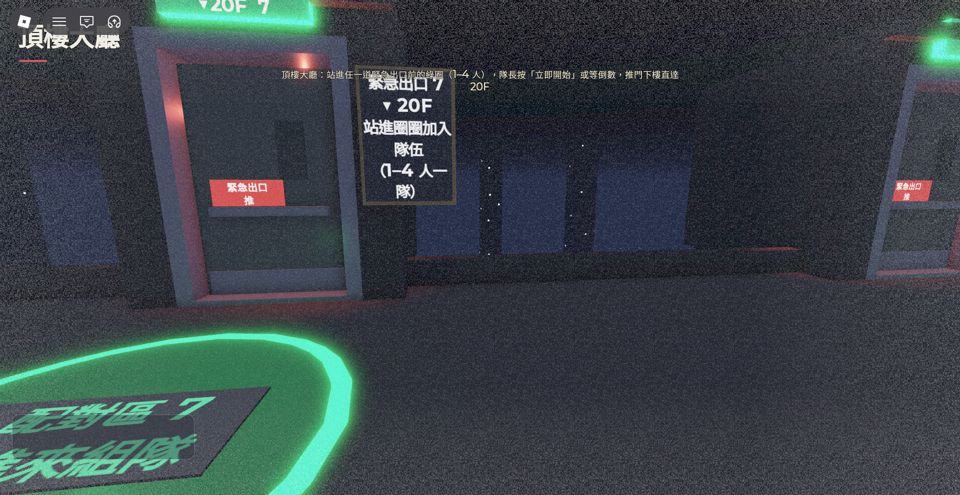 ▼20F 7
頂樓大廳
頂樓大廳：站進任一道緊急出口前的綠圈（1–4 人），隊長按「立即開始」或等倒數，推門下樓直達
20F
緊急出口 7
▼ 20F
站進圈圈加入
隊伍
（1–4 人一
隊）
緊急出口
推
緊急出口
推
配對區 7
來組隊